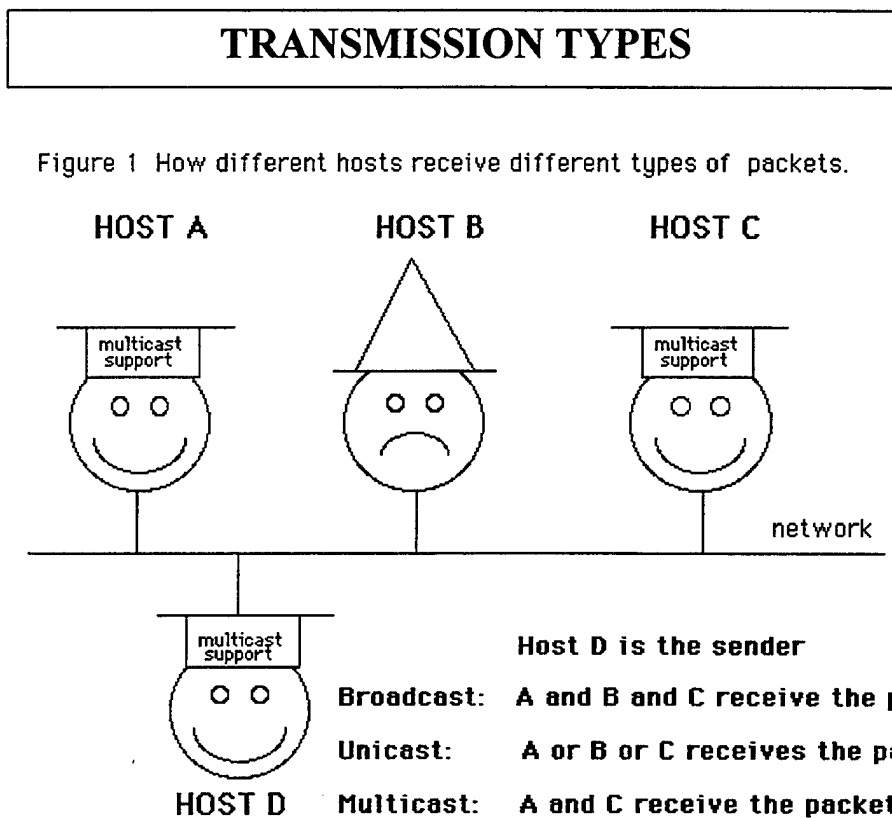 TRANSMISSION TYPES
Figure 1 How different hosts receive different types of packets.
HOST A HOST B HOST C
multicast support
multicast support
network
multicast support
Host D is the sender
Broadcast: A and B and C receive the
Unicast: A or B or C receives the
HOST D Multicast: A and C receive the packet